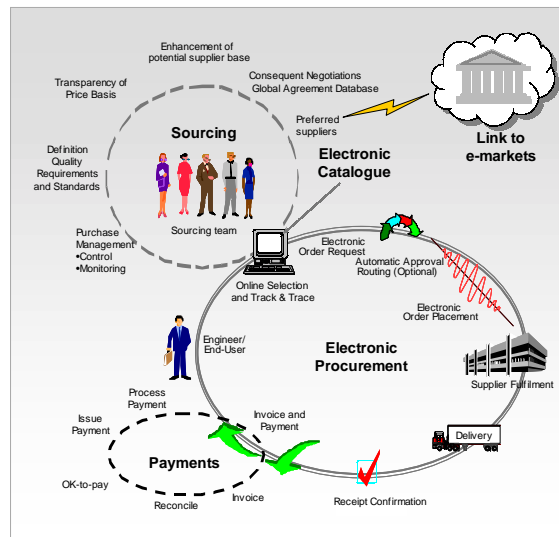 Enhancement of
potential supplier base
Transparency of
Price Basis
Consequent Negotiations
Global Agreement Database
Sourcing
Preferred
suppliers
Link to
e-markets
Definition
Quality
Requirements
and Standards
Electronic
Catalogue
Sourcing team
Purchase
Management
•Control
•Monitoring
Electronic
Order Request
Automatic Approval
Routing (Optional)
Online Selection
and Track & Trace
Electronic
Order Placement
Engineer/
End-User
Electronic
Procurement
Supplier Fulfilment
Process
Payment
Issue
Payment
Invoice and
Payment
Delivery
Payments
OK-to-pay
Reconcile
Invoice
Receipt Confirmation